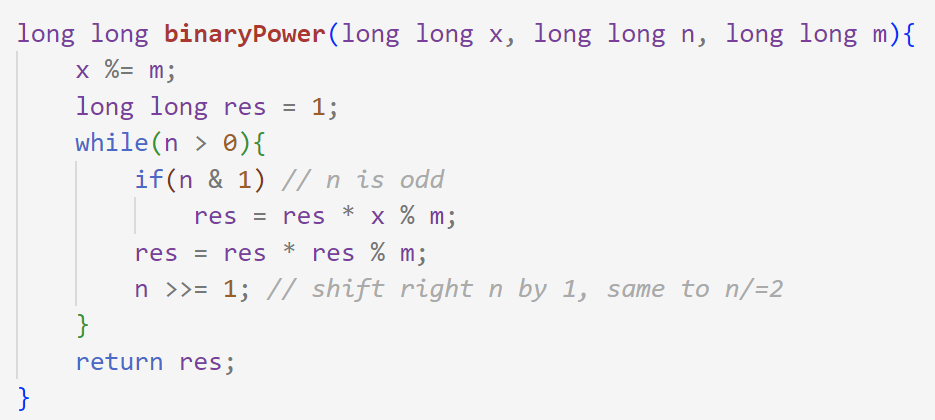 long long binaryPower(long long x, long long n, long long m){
    x %= m;
    long long res = 1;
    while(n > 0){
        if(n & 1) // n is odd
            res = res * x % m;
        res = res * res % m;
        n >>= 1; // shift right n by 1, same to n/=2
    }
    return res;
}